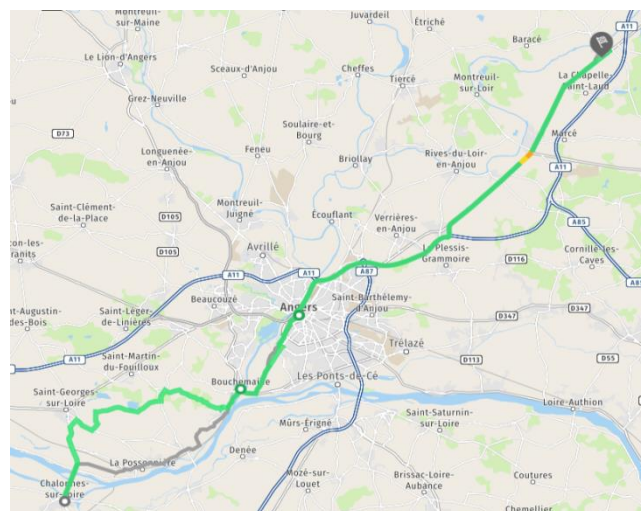 Montreuil-
sur-Maine
Juvardeil
Étriché
A11
Baracé
Le Lion-d'Angers
Sceaux-d'Anjou
Cheffes
Tiercé
Montreuil-
sur-Loir
La Chapelle-
Saint-Laud
Grez-Neuville
Soulaire-et
Bourg
Marcé
D73
Longuenée-
en-Anjou
Feneu
Briollay
Rives-du-Loir-
en-Anjou
A11
Saint-Clément-
de-la-Place
D105
Montreuil-
Juigné
Écouflant
Verrières-
en-Anjou
A85
D105
Avrillé
Le Plessis-
Grammoire
Cornille-les-
Caves
D116
A11
A11
A87
Beaucouzé
Angers
Saint-Barthélemy-
d'Anjou
D347
D347
Saint-Léger-
de-Linières
Saint-Martin-
du-Fouilloux
Trélazé
D113
D55
A11
Bouchemaine
Les Ponts-de-Cé
Saint-Georges-
sur-Loire
Loire-Authion
Saint-Saturnin-
sur-Loire
Mûrs-Érigné
Denée
La Possonnière
Chalonnes-
sur-Loire
Mozé-sur-
Louet
Brissac-Loire-
Aubance
Coutures
Chemellier